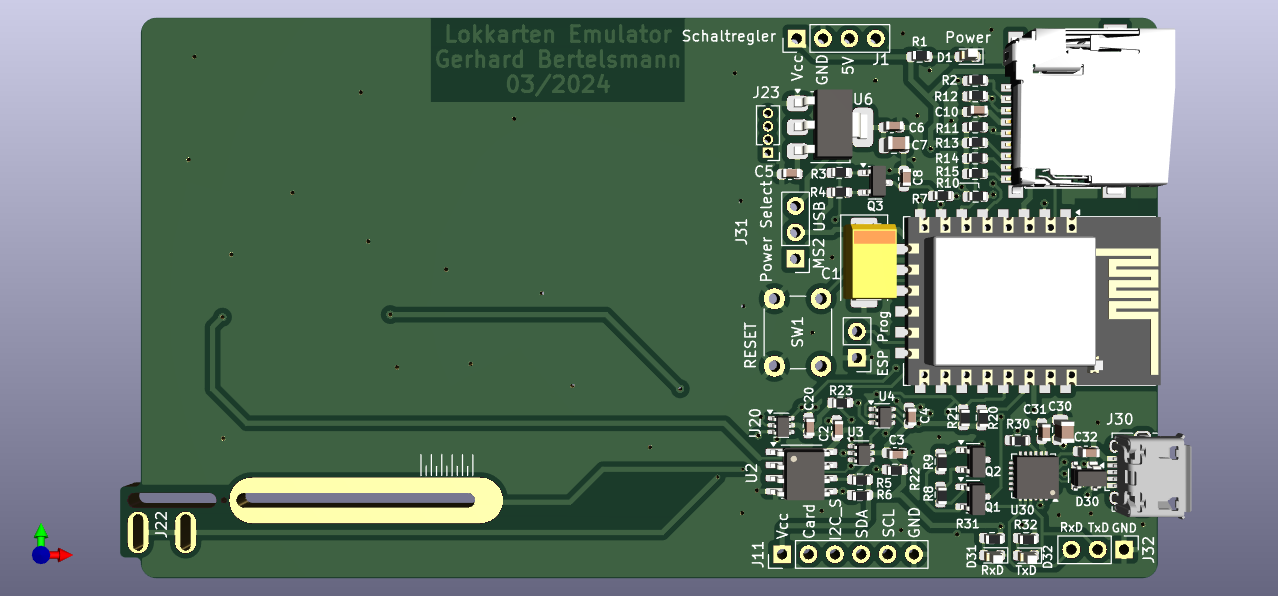 Lokkarten Emulator
Gerhard Bertelsmann
03/2024
Schaltregler
Vcc
GND
5V
J1
R1
Power
D1
R2
R12
C10
R11
R13
R14
R15
R10
R7
J23
U6
C6
C7
C5
R3
R4
C8
Q3
Power Select
J31
USB
MS2
C1
RESET
SW1
ESP Prog
J20
C20
R23
C2
U4
C4
U3
C3
R21
R20
C31
C30
R30
C32
J30
U2
R5
R6
R22
R9
R8
Q2
Q1
U30
D30
J22
J11
Vcc
Card
I2C_S
SDA
SCL
GND
R31
R32
D31
RxD
TxD
D32
RxD TxD GND
J32